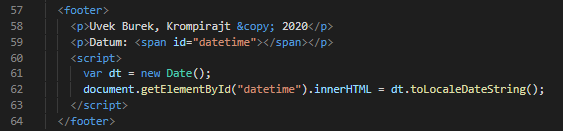 57 <footer>
58 <p>Uvek Burek, Krompirajt &copy; 2020</p>
59 <p>Datum: <span id="datetime"></span></p>
60 <script>
61 var dt = new Date();
62 document.getElementById("datetime").innerHTML = dt.toLocaleDateString();
63 </script>
64 </footer>